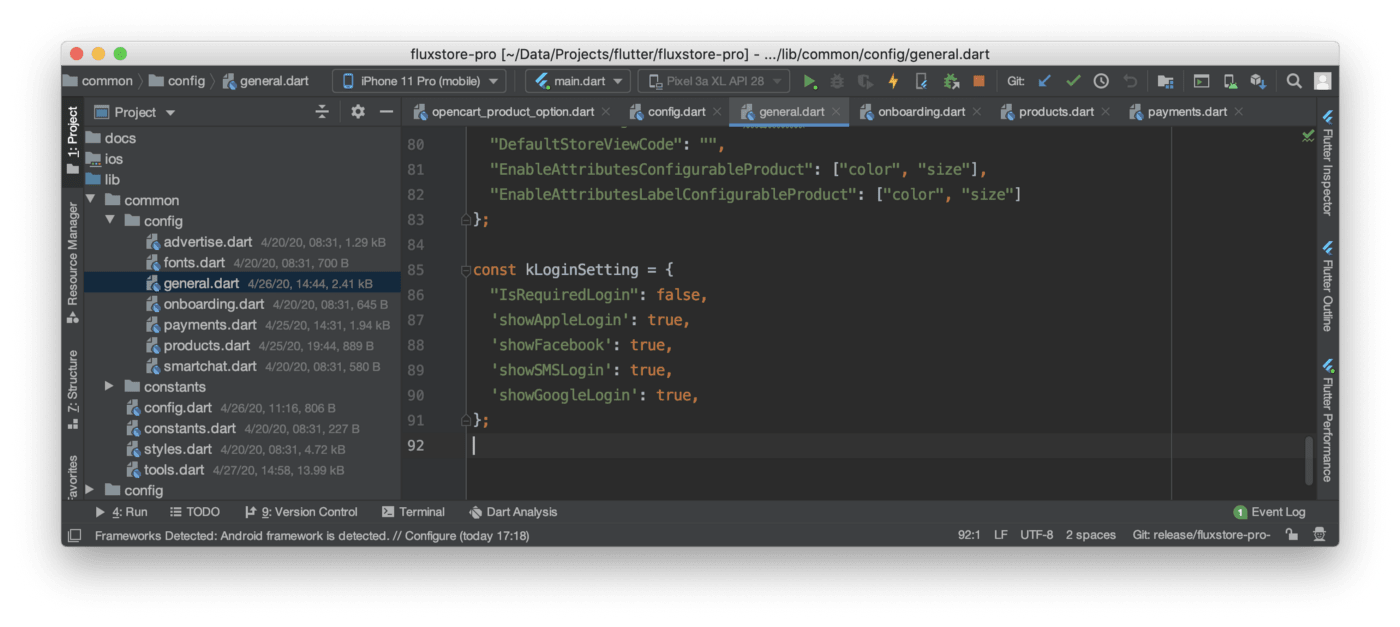 fluxstore-pro [~/Data/Projects/flutter/fluxstore-pro] - .../lib/common/config/general.dart
common config general.dart iPhone 11 Pro (mobile) main.dart Pixel 3a XL API 28 Git:
1: Project
Resource Manager
7: Structure
Project
docs
ios
lib
common
config
advertise.dart 4/20/20, 08:31, 1.29 kB
fonts.dart 4/20/20, 08:31, 700 B
general.dart 4/26/20, 14:44, 2.41 kB
onboarding.dart 4/20/20, 08:31, 645 B
payments.dart 4/25/20, 14:31, 1.94 kB
products.dart 4/25/20, 19:44, 889 B
smartchat.dart 4/20/20, 08:31, 580 B
constants
config.dart 4/26/20, 11:16, 806 B
constants.dart 4/20/20, 08:31, 227 B
styles.dart 4/20/20, 08:31, 4.72 kB
tools.dart 4/27/20, 14:58, 13.99 kB
config
opencart_product_option.dart config.dart general.dart onboarding.dart products.dart payments.dart
80 "DefaultStoreViewCode": "",
81 "EnableAttributesConfigurableProduct": ["color", "size"],
82 "EnableAttributesLabelConfigurableProduct": ["color", "size"]
83 };
84
85 const kLoginSetting = {
86 "IsRequiredLogin": false,
87 'showAppleLogin': true,
88 'showFacebook': true,
89 'showSMSLogin': true,
90 'showGoogleLogin': true,
91 };
92
Flutter Inspector
Flutter Outline
Flutter Performance
4: Run TODO 9: Version Control Terminal Dart Analysis 1 Event Log
Frameworks Detected: Android framework is detected. // Configure (today 17:18) 92:1 LF UTF-8 2 spaces Git: release/fluxstore-pro-